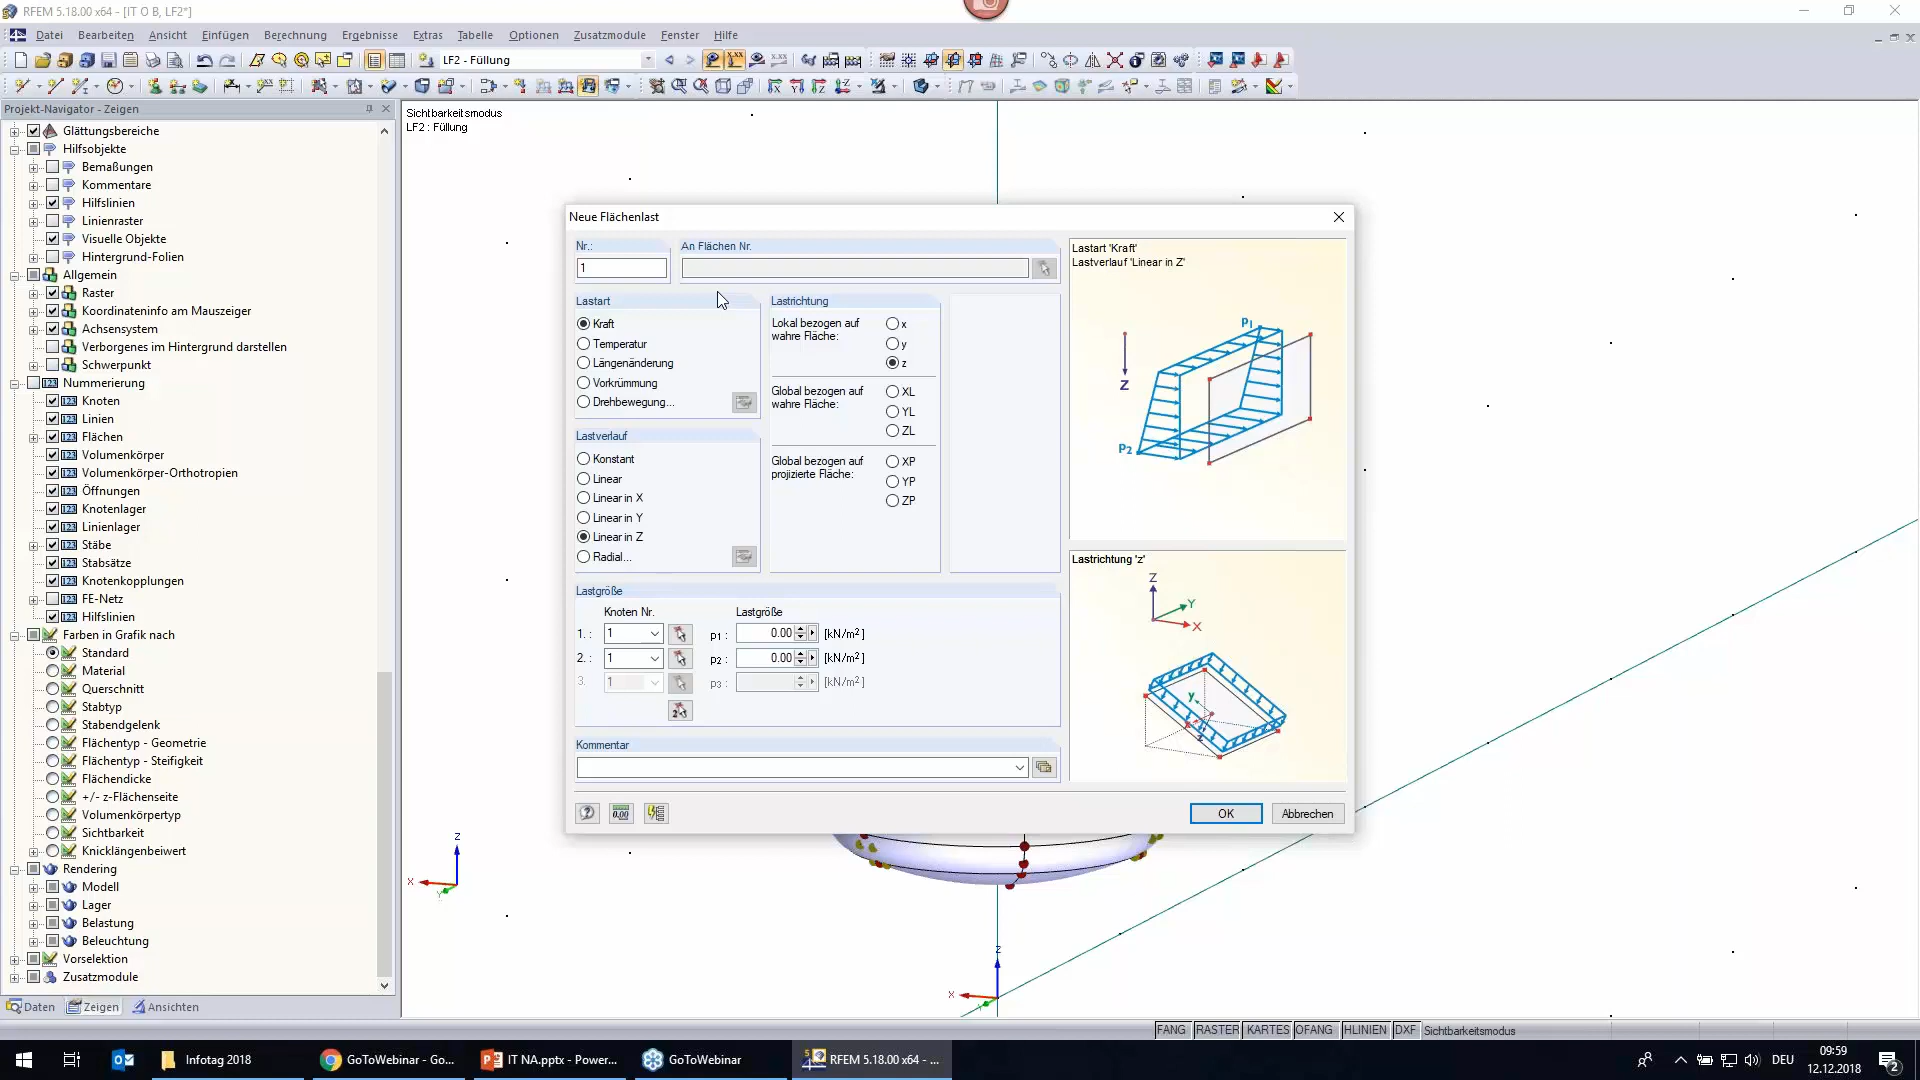 RFEM 5.18.00 x64 - [IT O B, LF2*]
Datei Bearbeiten Ansicht Einfügen Berechnung Ergebnisse Extras Tabelle Optionen Zusatzmodule Fenster Hilfe
LF2 - Füllung
Projekt-Navigator - Zeigen
Glättungsbereiche
Hilfsobjekte
Bemaßungen
Kommentare
Hilfslinien
Linienraster
Visuelle Objekte
Hintergrund-Folien
Allgemein
Raster
Koordinateninfo am Mauszeiger
Achsensystem
Verborgenes im Hintergrund darstellen
Schwerpunkt
Nummerierung
Knoten
Linien
Flächen
Volumenkörper
Volumenkörper-Orthotropien
Öffnungen
Knotenlager
Linienlager
Stäbe
Stabsätze
Knotenkopplungen
FE-Netz
Hilfslinien
Farben in Grafik nach
Standard
Material
Querschnitt
Stabtyp
Stabendgelenk
Flächentyp - Geometrie
Flächentyp - Steifigkeit
Flächendicke
+/- z-Flächenseite
Volumenkörpertyp
Sichtbarkeit
Knicklängenbeiwert
Rendering
Modell
Lager
Belastung
Beleuchtung
Vorselektion
Zusatzmodule
Daten Zeigen Ansichten
Sichtbarkeitsmodus
LF2 : Füllung
Neue Flächenlast
Nr.: An Flächen Nr.
1
Lastart
Kraft
Temperatur
Längenänderung
Vorkrümmung
Drehbewegung...
Lastverlauf
Konstant
Linear
Linear in X
Linear in Y
Linear in Z
Radial...
Lastrichtung
Lokal bezogen auf
wahre Fläche:
x
y
z
Global bezogen auf
wahre Fläche:
XL
YL
ZL
Global bezogen auf
projizierte Fläche:
XP
YP
ZP
Lastgröße
Knoten Nr. Lastgröße
1. : 1 p1 : 0.00 [kN/m2]
2. : 1 p2 : 0.00 [kN/m2]
3. 1 p3 : [kN/m2]
Kommentar
OK Abbrechen
Lastart 'Kraft'
Lastverlauf 'Linear in Z'
p1
Z
p2
Lastrichtung 'z'
Z
Y
X
y
z
Z
X
Y
z
X
Y
FANG RASTER KARTES OFANG HLINIEN DXF Sichtbarkeitsmodus
Infotag 2018
GoToWebinar - Go...
IT NA.pptx - Power...
GoToWebinar
RFEM 5.18.00 x64 - ...
DEU
09:59
12.12.2018
2